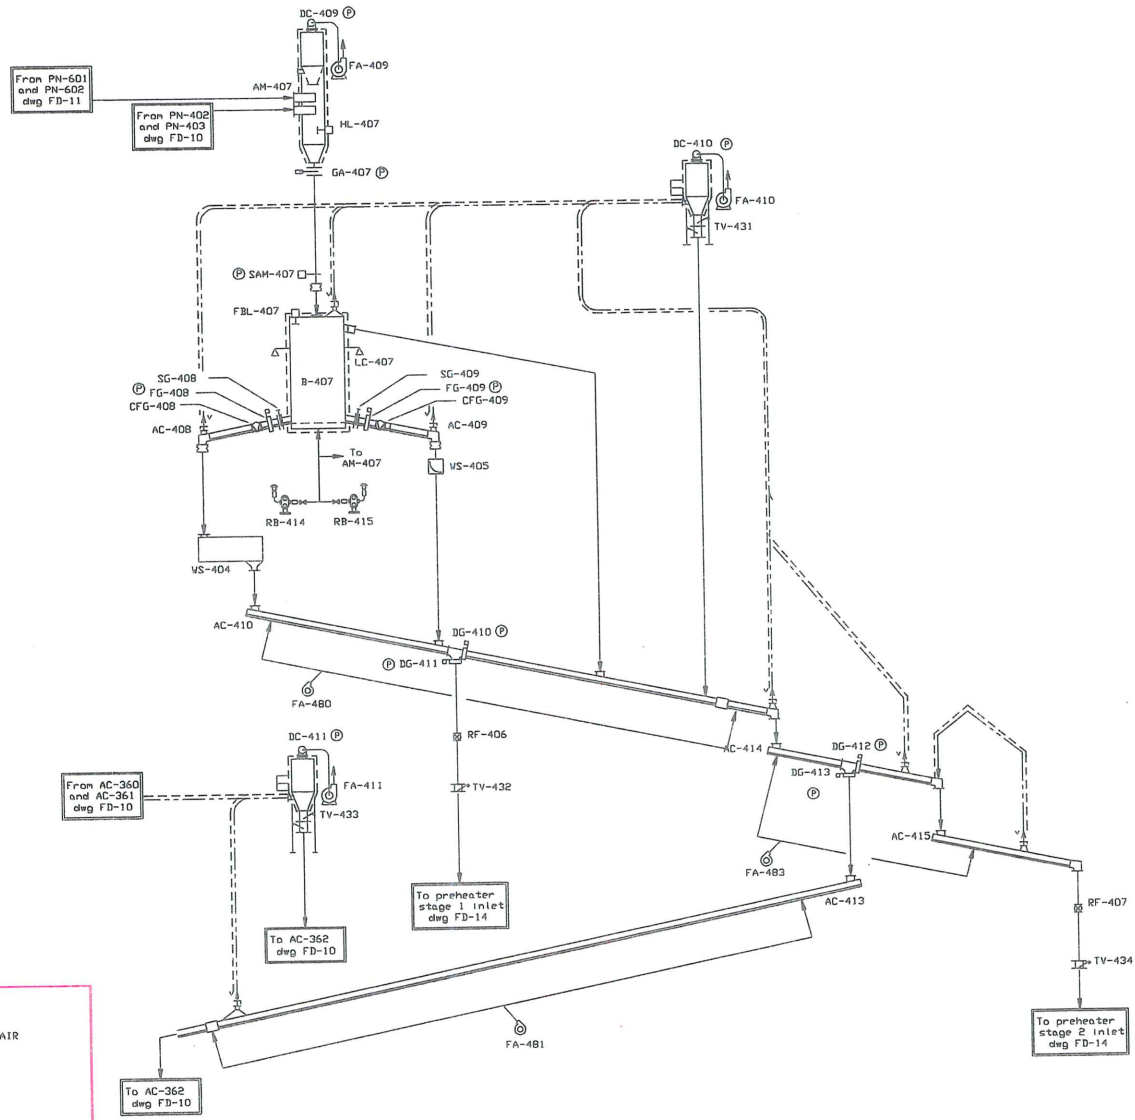 DC-409 Ⓟ
FA-409
From PN-601
and PN-602
dwg FD-11
AM-407
From PN-402
and PN-403
dwg FD-10
HL-407
GA-407 Ⓟ
DC-410 Ⓟ
FA-410
TV-431
Ⓟ SAM-407
FBL-407
LC-407
B-407
SG-408
Ⓟ FG-408
CFG-408
AC-408
SG-409
FG-409 Ⓟ
CFG-409
AC-409
To
AM-407
WS-405
RB-414
RB-415
WS-404
AC-410
DG-410 Ⓟ
Ⓟ DG-411
FA-480
RF-406
TV-432
DC-411 Ⓟ
FA-411
TV-433
From AC-360
and AC-361
dwg FD-10
AC-414
DG-412 Ⓟ
DG-413
Ⓟ
AC-415
FA-483
To preheater
stage 1 inlet
dwg FD-14
AC-413
RF-407
TV-434
To AC-362
dwg FD-10
To preheater
stage 2 inlet
dwg FD-14
FA-481
AIR
To AC-362
dwg FD-10